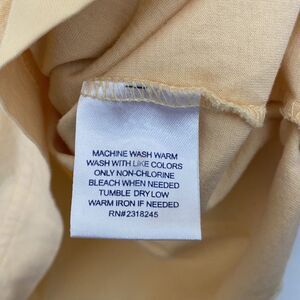 MACHINE WASH WARM
WASH WITH LIKE COLORS
ONLY NON-CHLORINE
BLEACH WHEN NEEDED
TUMBLE DRY LOW
WARM IRON IF NEEDED
RN#2318245